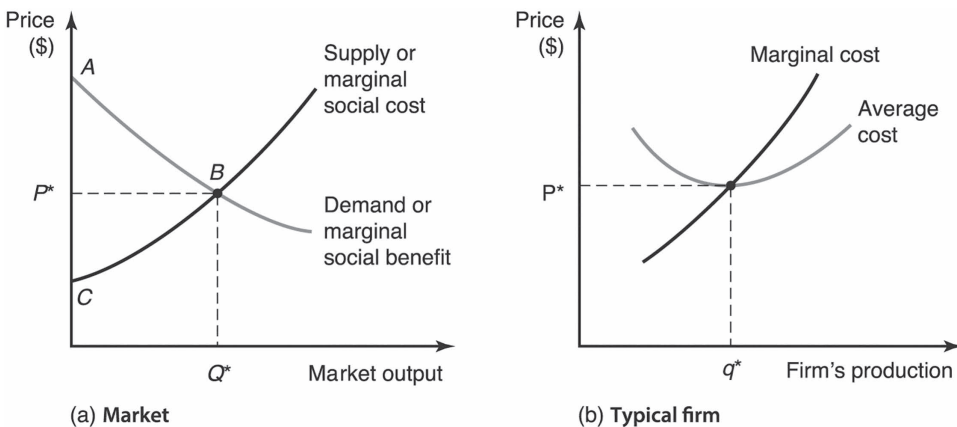 Price
($)
A
Supply or
marginal
social cost
B
P*
Demand or
marginal
social benefit
C
Q*
Market output
(a) Market
Price
($)
Marginal cost
Average
cost
P*
q*
Firm's production
(b) Typical firm